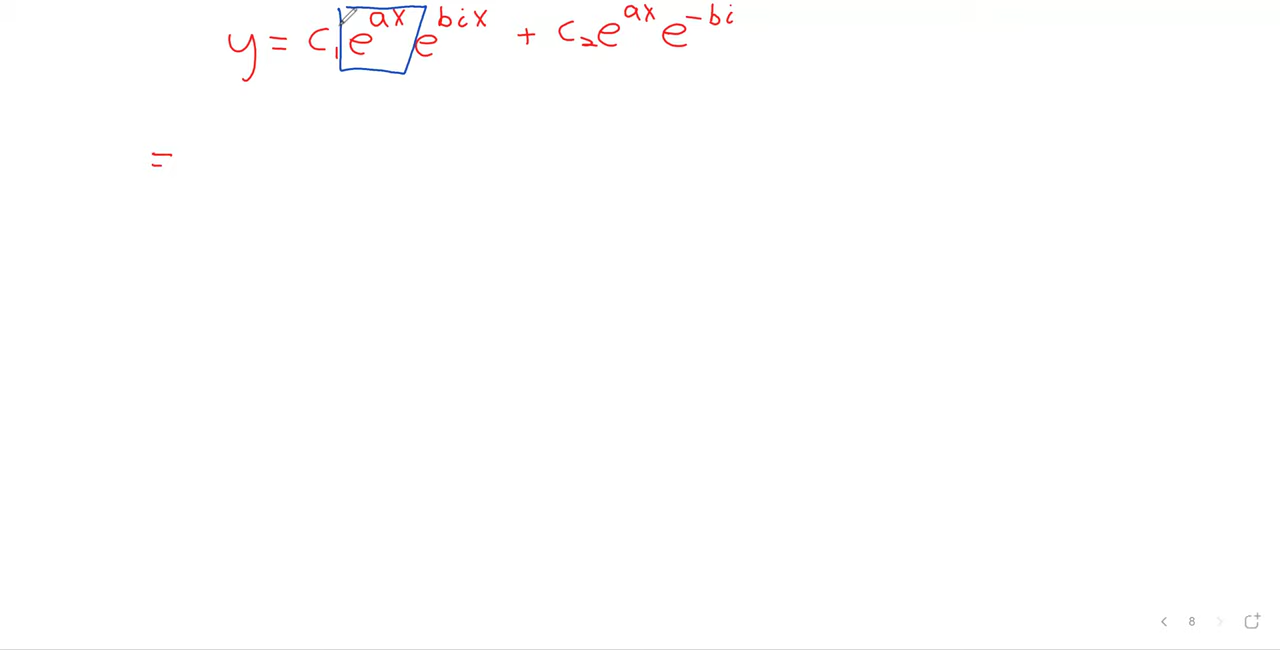 y = c₁e^{ax}e^{bix} + c₂e^{ax}e^{-bi}
=
8